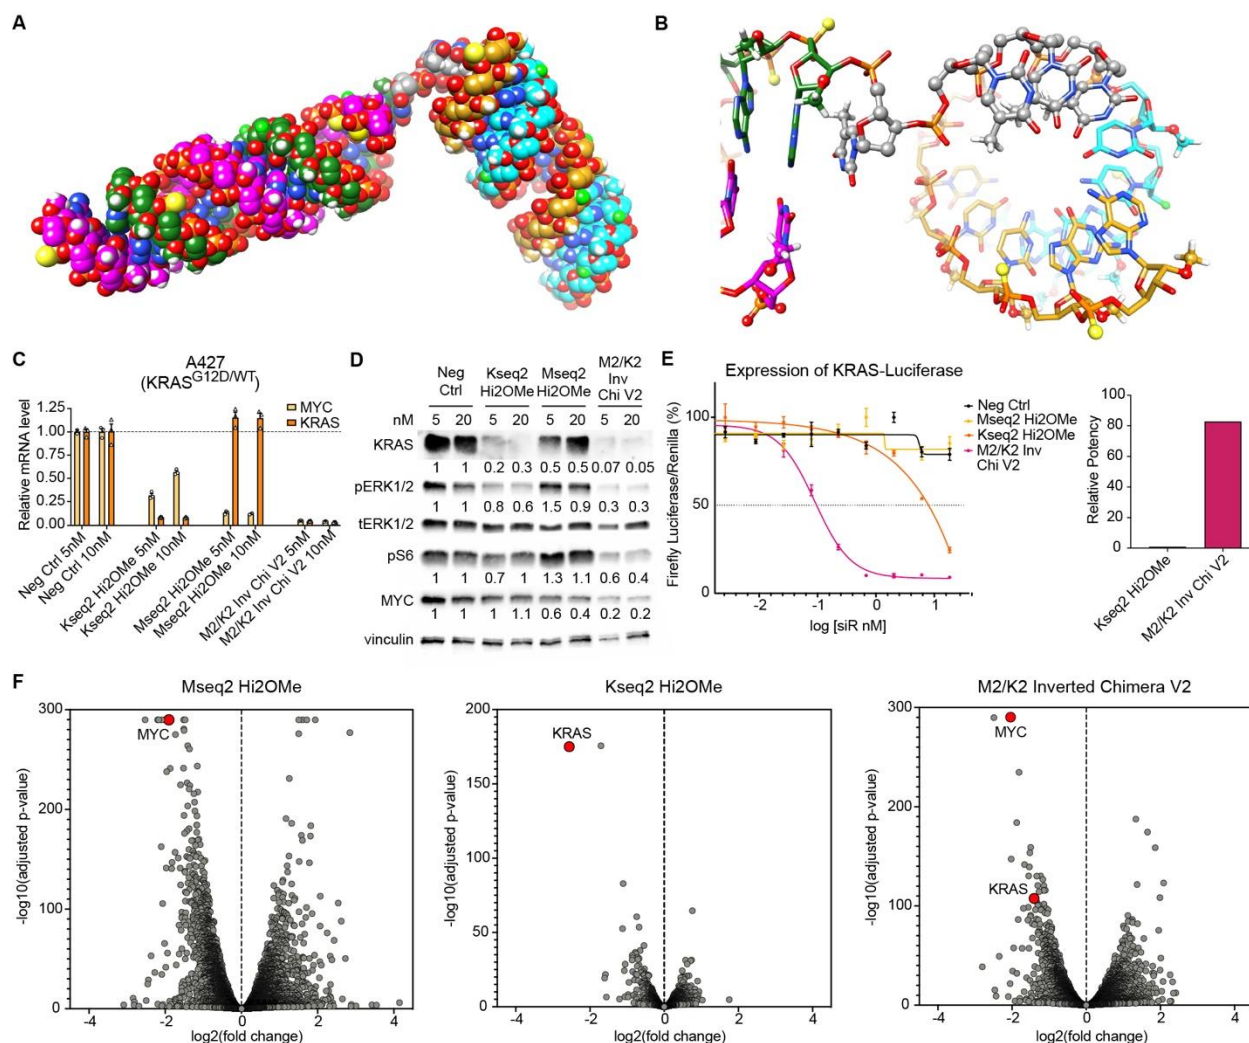 A
B
C
A427
(KRAS^G12D/WT)
MYC
KRAS
Relative mRNA level
1.25
1.00
0.75
0.50
0.25
0.00
Neg Ctrl 5nM
Neg Ctrl 10nM
Kseq2 Hi2OMe 5nM
Kseq2 Hi2OMe 10nM
Mseq2 Hi2OMe 5nM
Mseq2 Hi2OMe 10nM
M2/K2 Inv Chi V2 5nM
M2/K2 Inv Chi V2 10nM
D
Neg Ctrl
Kseq2 Hi2OMe
Mseq2 Hi2OMe
M2/K2 Inv Chi V2
nM 5 20 5 20 5 20 5 20
KRAS
1 1 0.2 0.3 0.5 0.5 0.07 0.05
pERK1/2
1 1 0.8 0.6 1.5 0.9 0.3 0.3
tERK1/2
pS6
1 1 0.7 1 1.3 1.1 0.6 0.4
MYC
1 1 1 1.1 0.6 0.4 0.2 0.2
vinculin
E
Expression of KRAS-Luciferase
Firefly Luciferase/Renilla (%)
100
50
0
-2 -1 0 1
log [siR nM]
Neg Ctrl
Mseq2 Hi2OMe
Kseq2 Hi2OMe
M2/K2 Inv
Chi V2
Relative Potency
100
80
60
40
20
0
Kseq2 Hi2OMe
M2/K2 Inv Chi V2
F
Mseq2 Hi2OMe
-log10(adjusted p-value)
300
200
100
0
MYC
-4 -2 0 2 4
log2(fold change)
Kseq2 Hi2OMe
-log10(adjusted p-value)
200
150
100
50
0
KRAS
-4 -2 0 2 4
log2(fold change)
M2/K2 Inverted Chimera V2
-log10(adjusted p-value)
300
200
100
0
MYC
KRAS
-4 -2 0 2 4
log2(fold change)